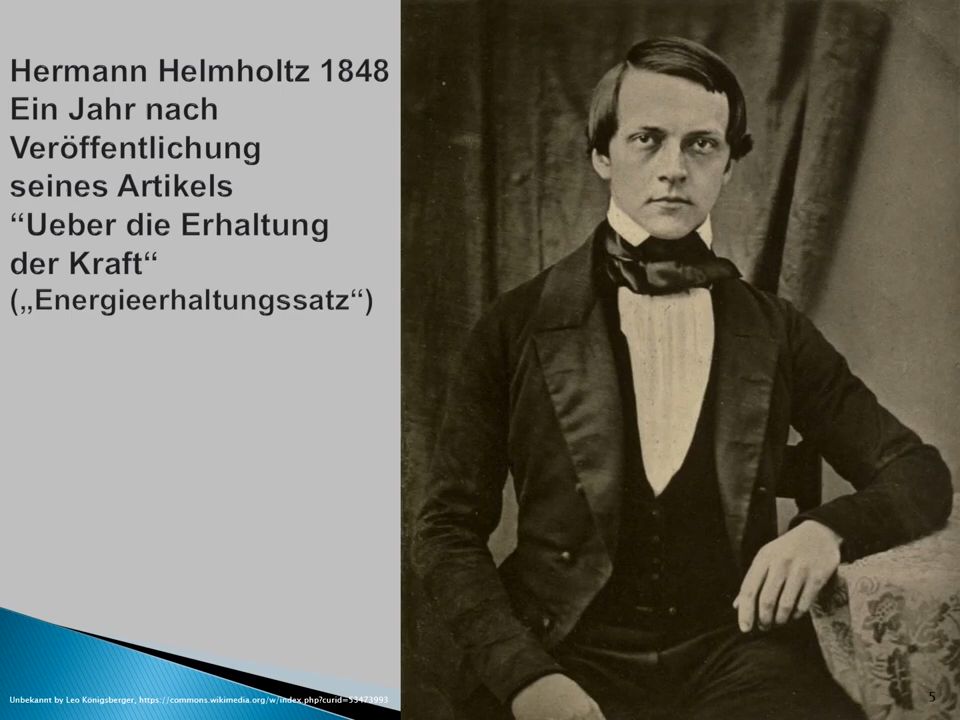 Hermann Helmholtz 1848
Ein Jahr nach
Veröffentlichung
seines Artikels
“Ueber die Erhaltung
der Kraft“
(„Energieerhaltungssatz“)
Unbekannt by Leo Königsberger, https://commons.wikimedia.org/w/index.php?curid=53473993
5